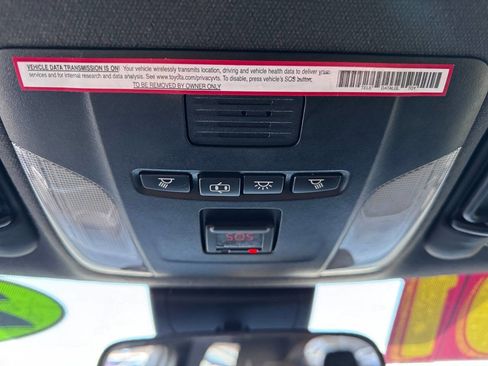 VEHICLE DATA TRANSMISSION IS ON! Your vehicle wirelessly transmits location, driving and vehicle health data to deliver your
services and for internal research and data analysis. See www.toyota.com/privacyvts. To disable, press vehicle's SOS button.
TO BE REMOVED BY OWNER ONLY
SOS